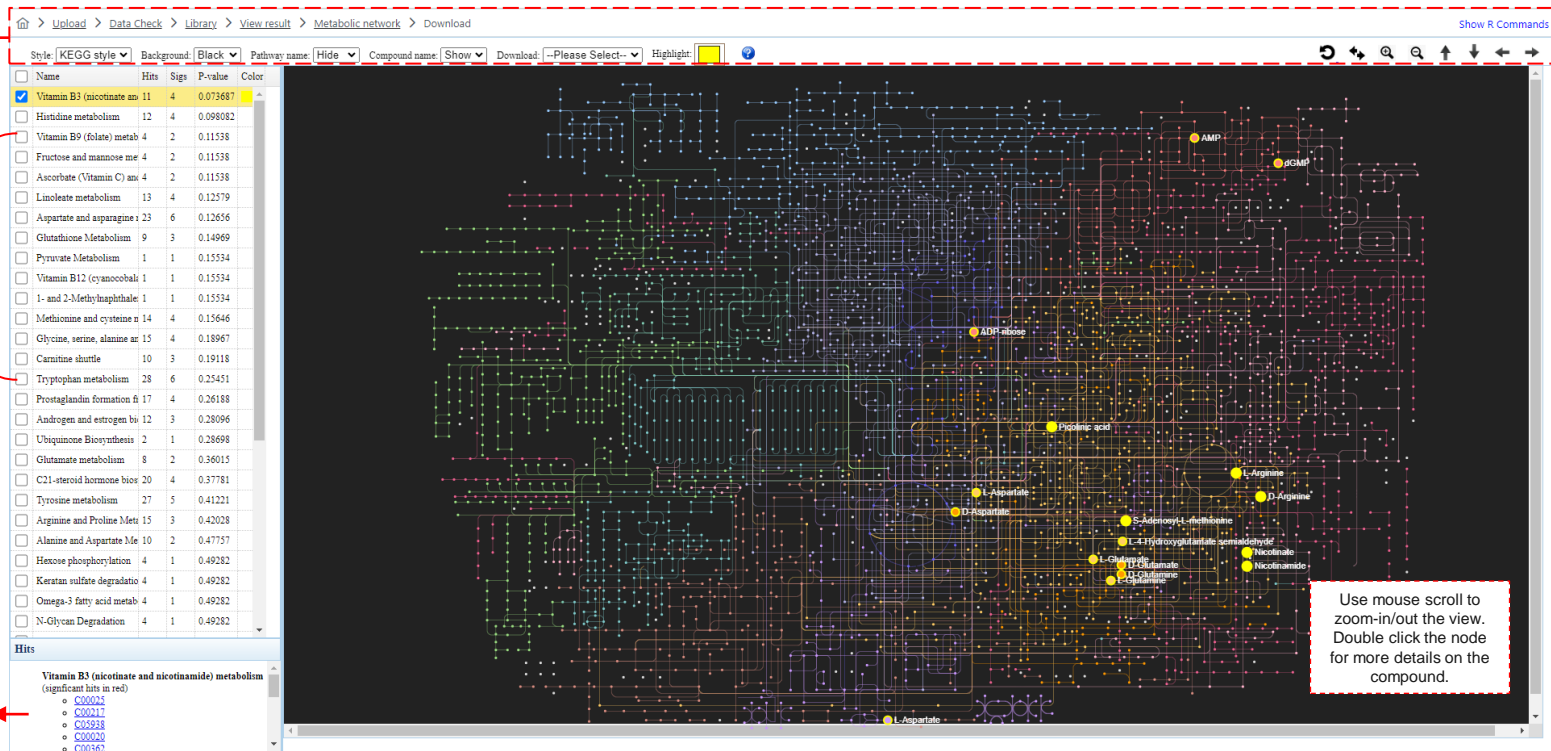 > Upload > Data Check > Library > View result > Metabolic network > Download
Show R Commands
Style: KEGG style Background: Black Pathway name: Hide Compound name: Show Download: --Please Select-- Highlight: ?
Name Hits Sigs P-value Color
Vitamin B3 (nicotinate an 11 4 0.073687
Histidine metabolism 12 4 0.098082
Vitamin B9 (folate) metab 4 2 0.11538
Fructose and mannose me 4 2 0.11538
Ascorbate (Vitamin C) an 4 2 0.11538
Linoleate metabolism 13 4 0.12579
Aspartate and asparagine 23 6 0.12656
Glutathione Metabolism 9 3 0.14969
Pyruvate Metabolism 1 1 0.15534
Vitamin B12 (cyanocobala 1 1 0.15534
1- and 2-Methylnaphthale 1 1 0.15534
Methionine and cysteine n 14 4 0.15646
Glycine, serine, alanine an 15 4 0.18967
Carnitine shuttle 10 3 0.19118
Tryptophan metabolism 28 6 0.25451
Prostaglandin formation f 17 4 0.26188
Androgen and estrogen bi 12 3 0.28096
Ubiquinone Biosynthesis 2 1 0.28698
Glutamate metabolism 8 2 0.36015
C21-steroid hormone bios 20 4 0.37781
Tyrosine metabolism 27 5 0.41221
Arginine and Proline Meta 15 3 0.42028
Alanine and Aspartate Me 10 2 0.47757
Hexose phosphorylation 4 1 0.49282
Keratan sulfate degradatio 4 1 0.49282
Omega-3 fatty acid metab 4 1 0.49282
N-Glycan Degradation 4 1 0.49282
Hits
Vitamin B3 (nicotinate and nicotinamide) metabolism
(signficant hits in red)
C00025
C00217
C05938
C00020
C00362
AMP
dGMP
ADP-ribose
Picolinic acid
L-Arginine
L-Aspartate
D-Arginine
D-Aspartate
S-Adenosyl-L-methionine
L-4-Hydroxyglutamate semialdehyde
Nicotinate
L-Glutamate
D-Glutamate
Nicotinamide
D-Glutamine
L-Glutamine
L-Aspartate
Use mouse scroll to
zoom-in/out the view.
Double click the node
for more details on the
compound.